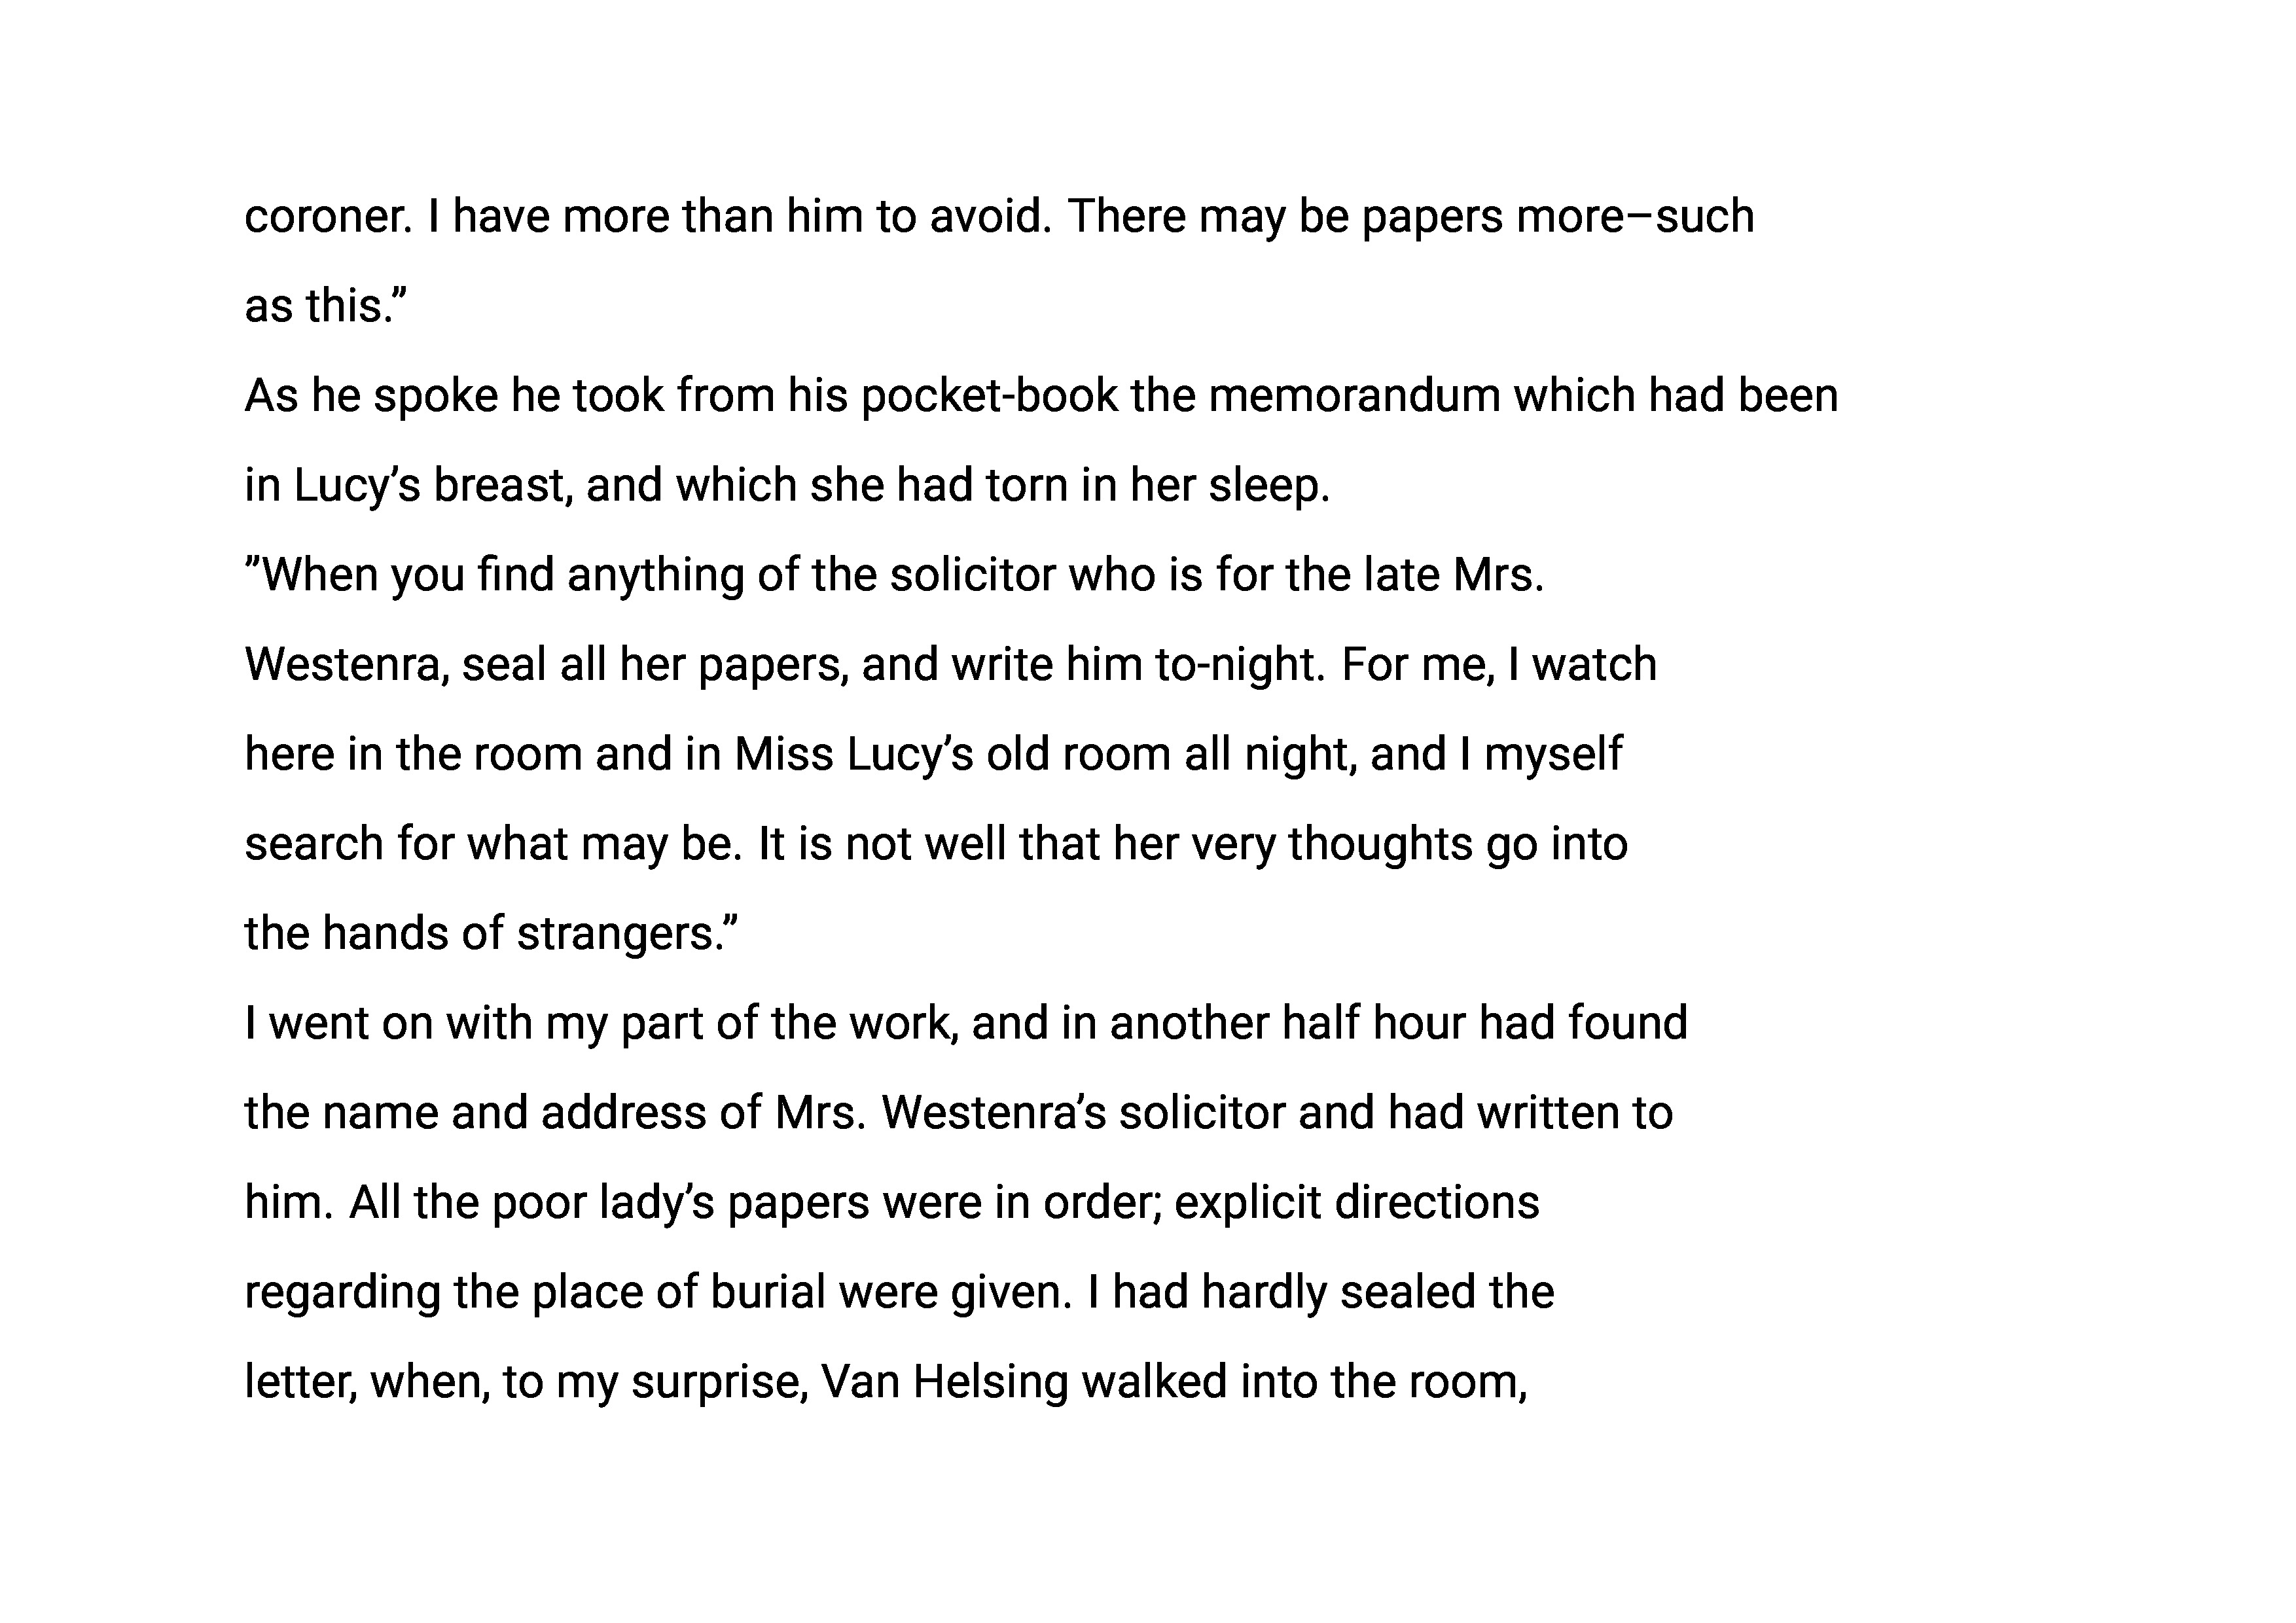 coroner. I have more than him to avoid. There may be papers more–such
as this.”
As he spoke he took from his pocket-book the memorandum which had been
in Lucy’s breast, and which she had torn in her sleep.
”When you find anything of the solicitor who is for the late Mrs.
Westenra, seal all her papers, and write him to-night. For me, I watch
here in the room and in Miss Lucy’s old room all night, and I myself
search for what may be. It is not well that her very thoughts go into
the hands of strangers.”
I went on with my part of the work, and in another half hour had found
the name and address of Mrs. Westenra’s solicitor and had written to
him. All the poor lady’s papers were in order; explicit directions
regarding the place of burial were given. I had hardly sealed the
letter, when, to my surprise, Van Helsing walked into the room,